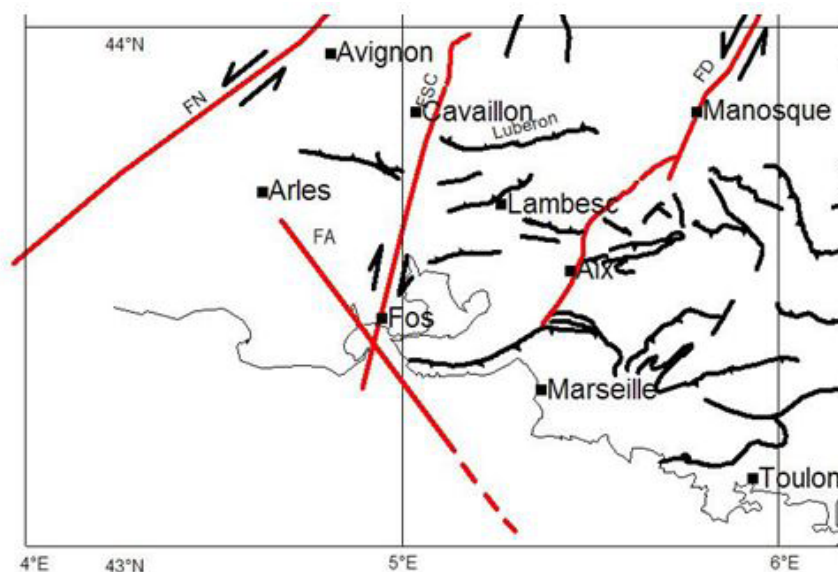 44°N
Avignon
FN
FSC
FD
Cavaillon
Manosque
Luberon
Arles
Lambesc
FA
Aix
Fos
Marseille
Toulon
4°E
43°N
5°E
6°E